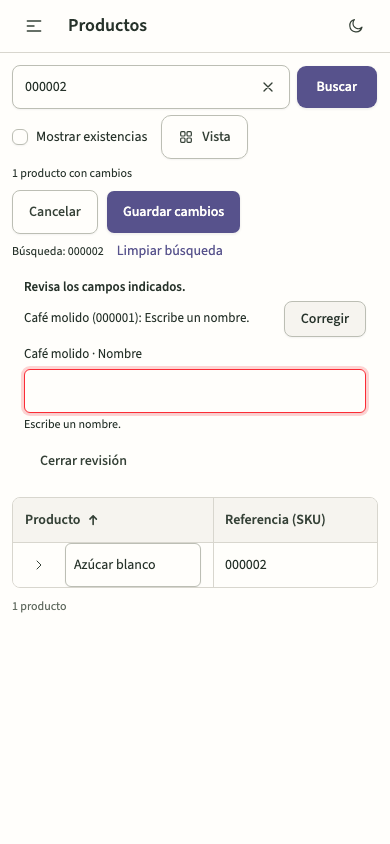 Productos
000002
Buscar
Mostrar existencias
Vista
1 producto con cambios
Cancelar
Guardar cambios
Búsqueda: 000002
Limpiar búsqueda
Revisa los campos indicados.
Café molido (000001): Escribe un nombre.
Corregir
Café molido · Nombre
Escribe un nombre.
Cerrar revisión
Producto
Referencia (SKU)
Azúcar blanco
000002
1 producto